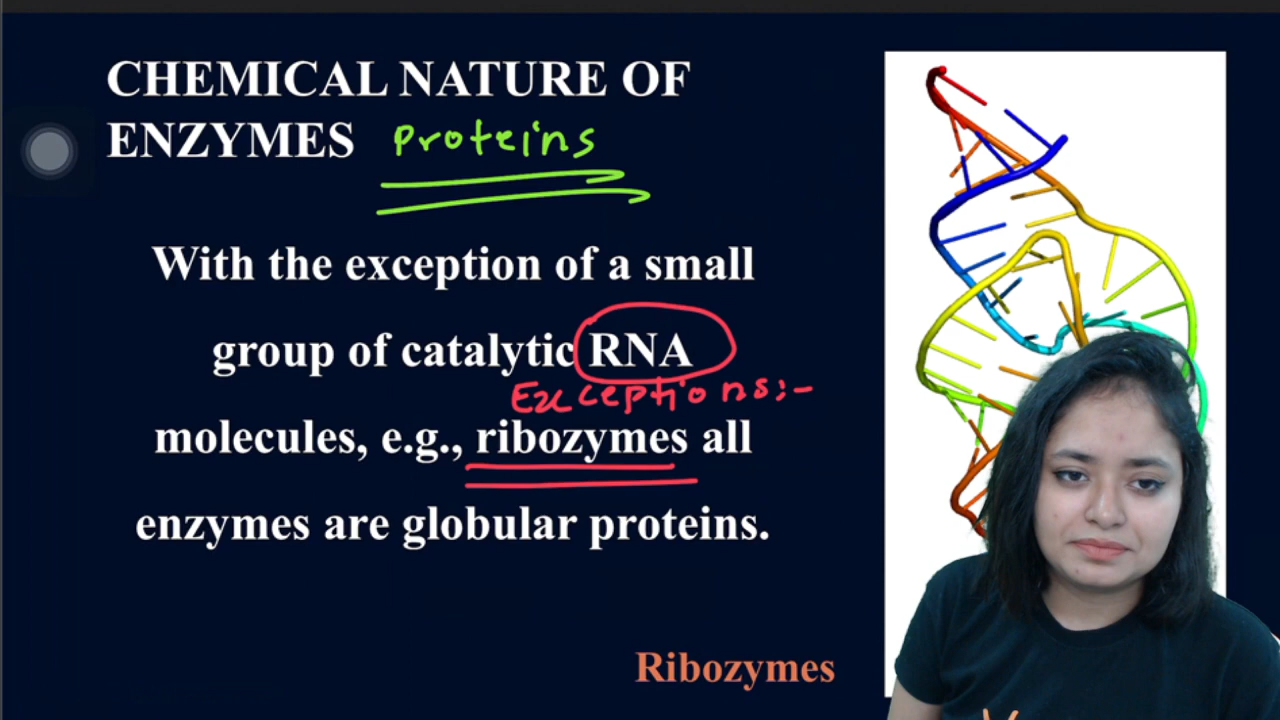 CHEMICAL NATURE OF
ENZYMES proteins
With the exception of a small
group of catalytic RNA
Exceptions:-
molecules, e.g., ribozymes all
enzymes are globular proteins.
Ribozymes